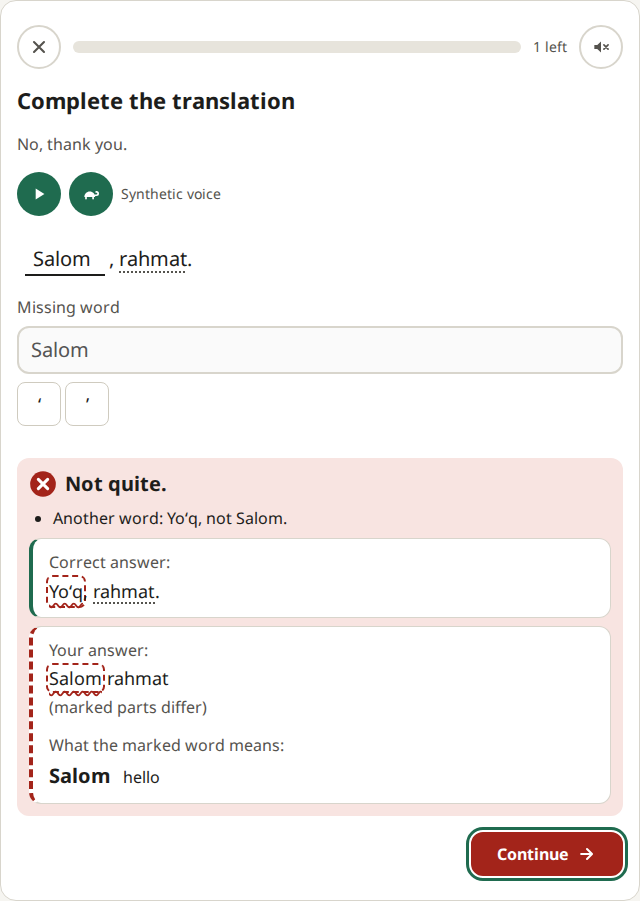 1 left
Complete the translation
No, thank you.
Synthetic voice
Salom , rahmat.
Missing word
Salom
ʻ ʼ
Not quite.
• Another word: Yoʻq, not Salom.
Correct answer:
Yoʻq, rahmat.
Your answer:
Salom rahmat
(marked parts differ)
What the marked word means:
Salom hello
Continue →